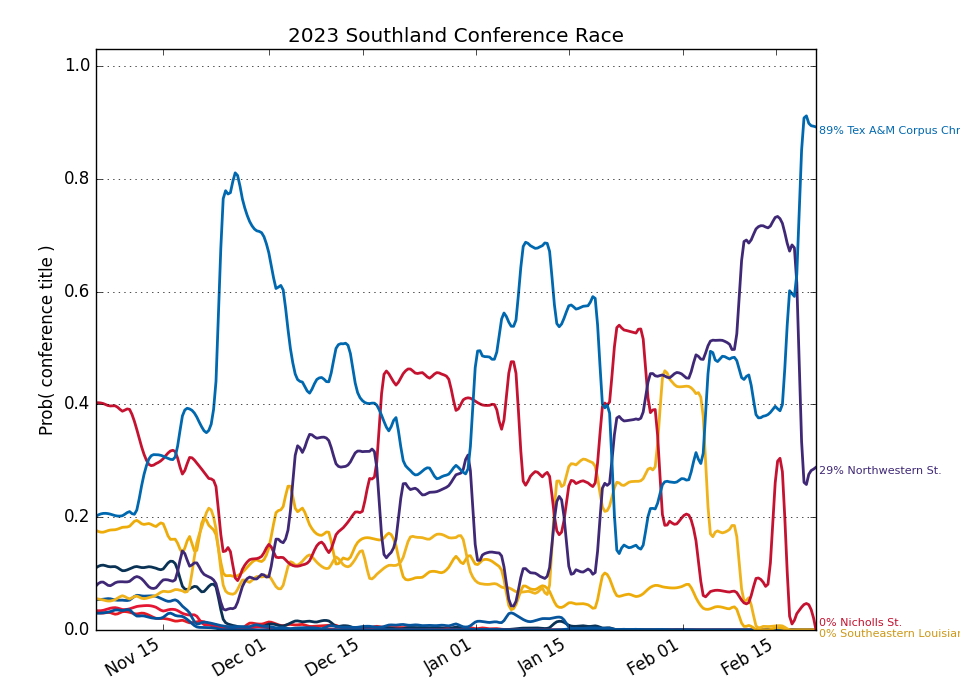 2023 Southland Conference Race
1.0
0.8
0.6
0.4
0.2
0.0
Prob( conference title )
Nov 15
Dec 01
Dec 15
Jan 01
Jan 15
Feb 01
Feb 15
89% Tex A&M Corpus Chr
29% Northwestern St.
0% Nicholls St.
0% Southeastern Louisian